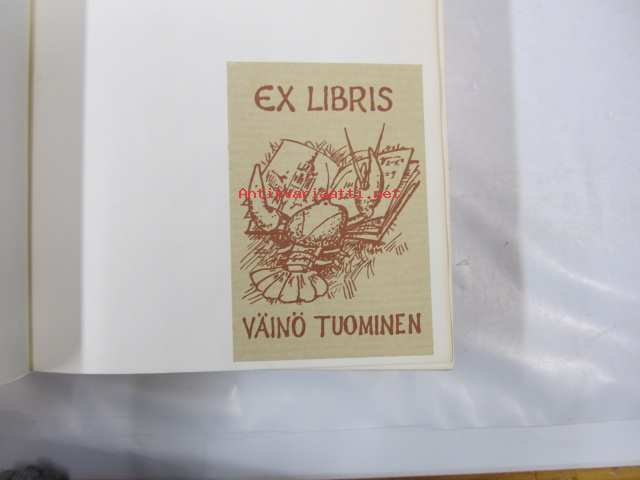 EX LIBRIS
Antikvariaatti.net
VÄINÖ TUOMINEN